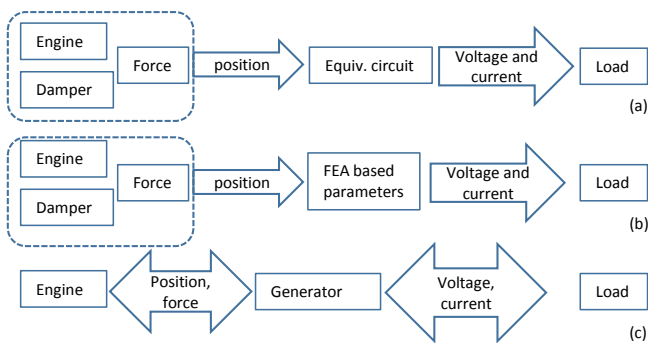 Engine
Damper
Force
position
Equiv. circuit
Voltage and
current
Load
(a)
Engine
Damper
Force
position
FEA based
parameters
Voltage and
current
Load
(b)
Engine
Position,
force
Generator
Voltage,
current
Load
(c)